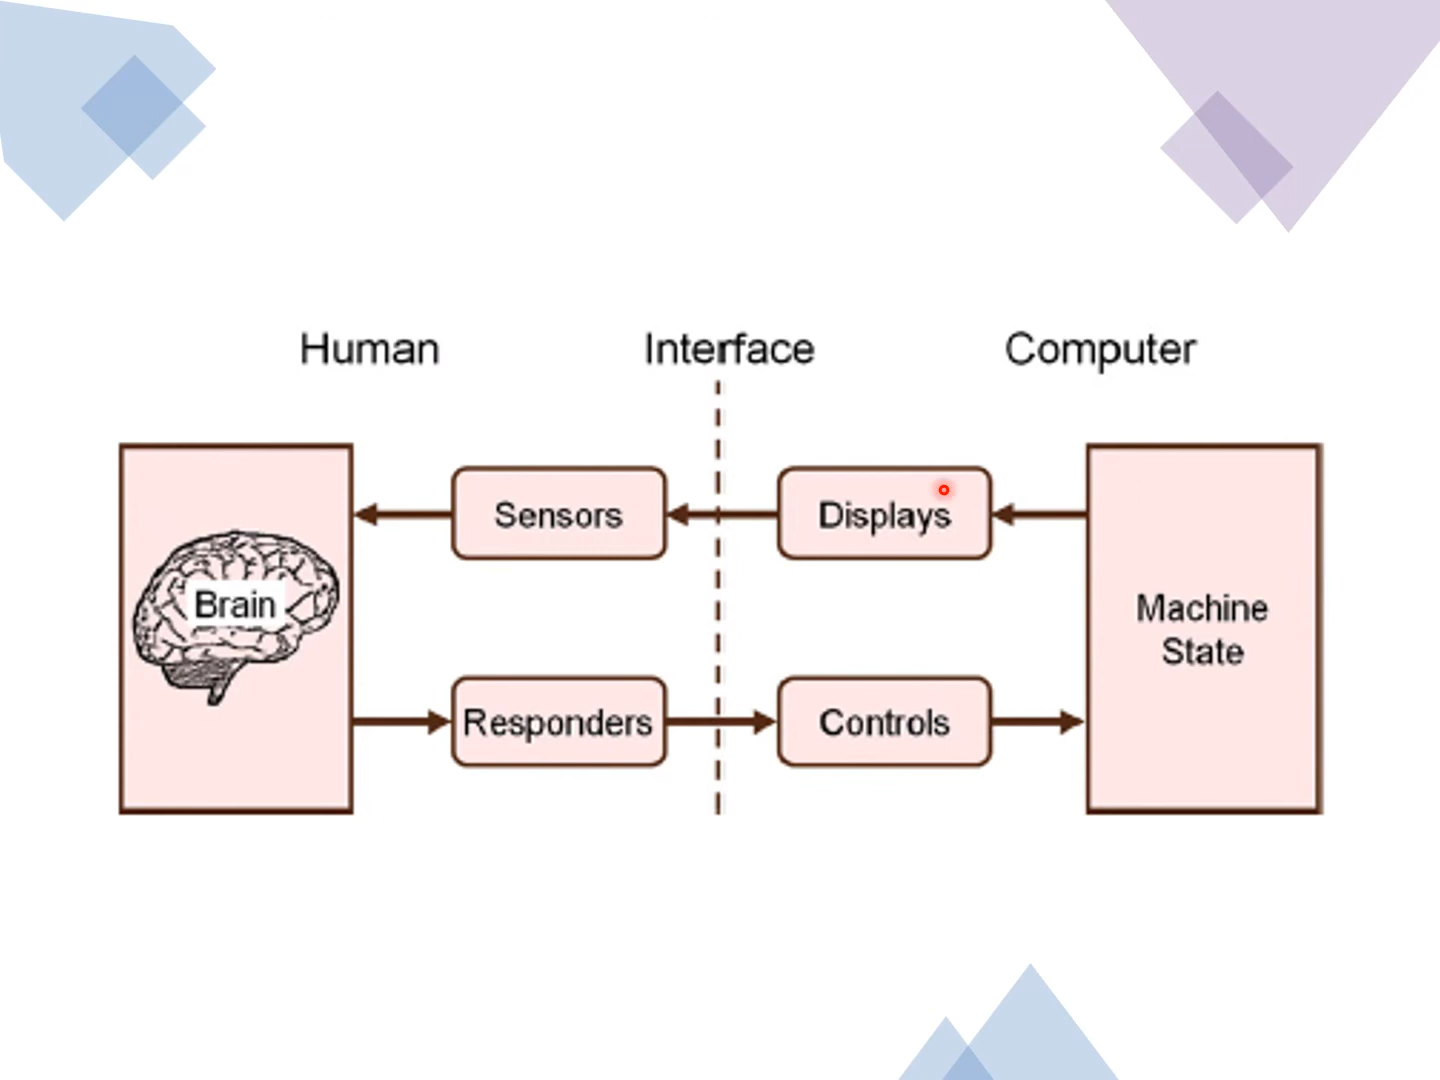 Human
Interface
Computer
Sensors
Displays
Brain
Machine
State
Responders
Controls